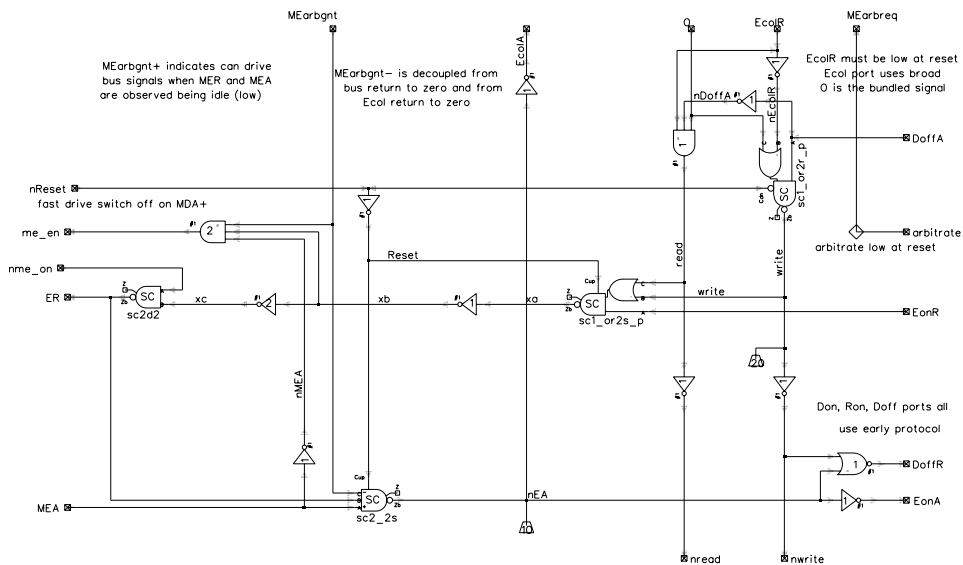 MEarbgnt
O
EcolR
MEarbreq
EcolA
MEarbgnt+ indicates can drive
bus signals when MER and MEA
are observed being idle (low)
MEarbgnt- is decoupled from
bus return to zero and from
Ecol return to zero
EcolR must be low at reset
Ecol port uses broad
O is the bundled signal
nDoffA
nEcolR
DoffA
sc1_or2r_p
nReset
fast drive switch off on MDA+
me_en
arbitrate
arbitrate low at reset
Reset
read
write
nme_on
ER
xc
xb
xa
write
sc2d2
sc1_or2s_p
EonR
20
nMEA
Don, Ron, Doff ports all
use early protocol
DoffR
MEA
nEA
EonA
sc2_2s
10
nread
nwrite